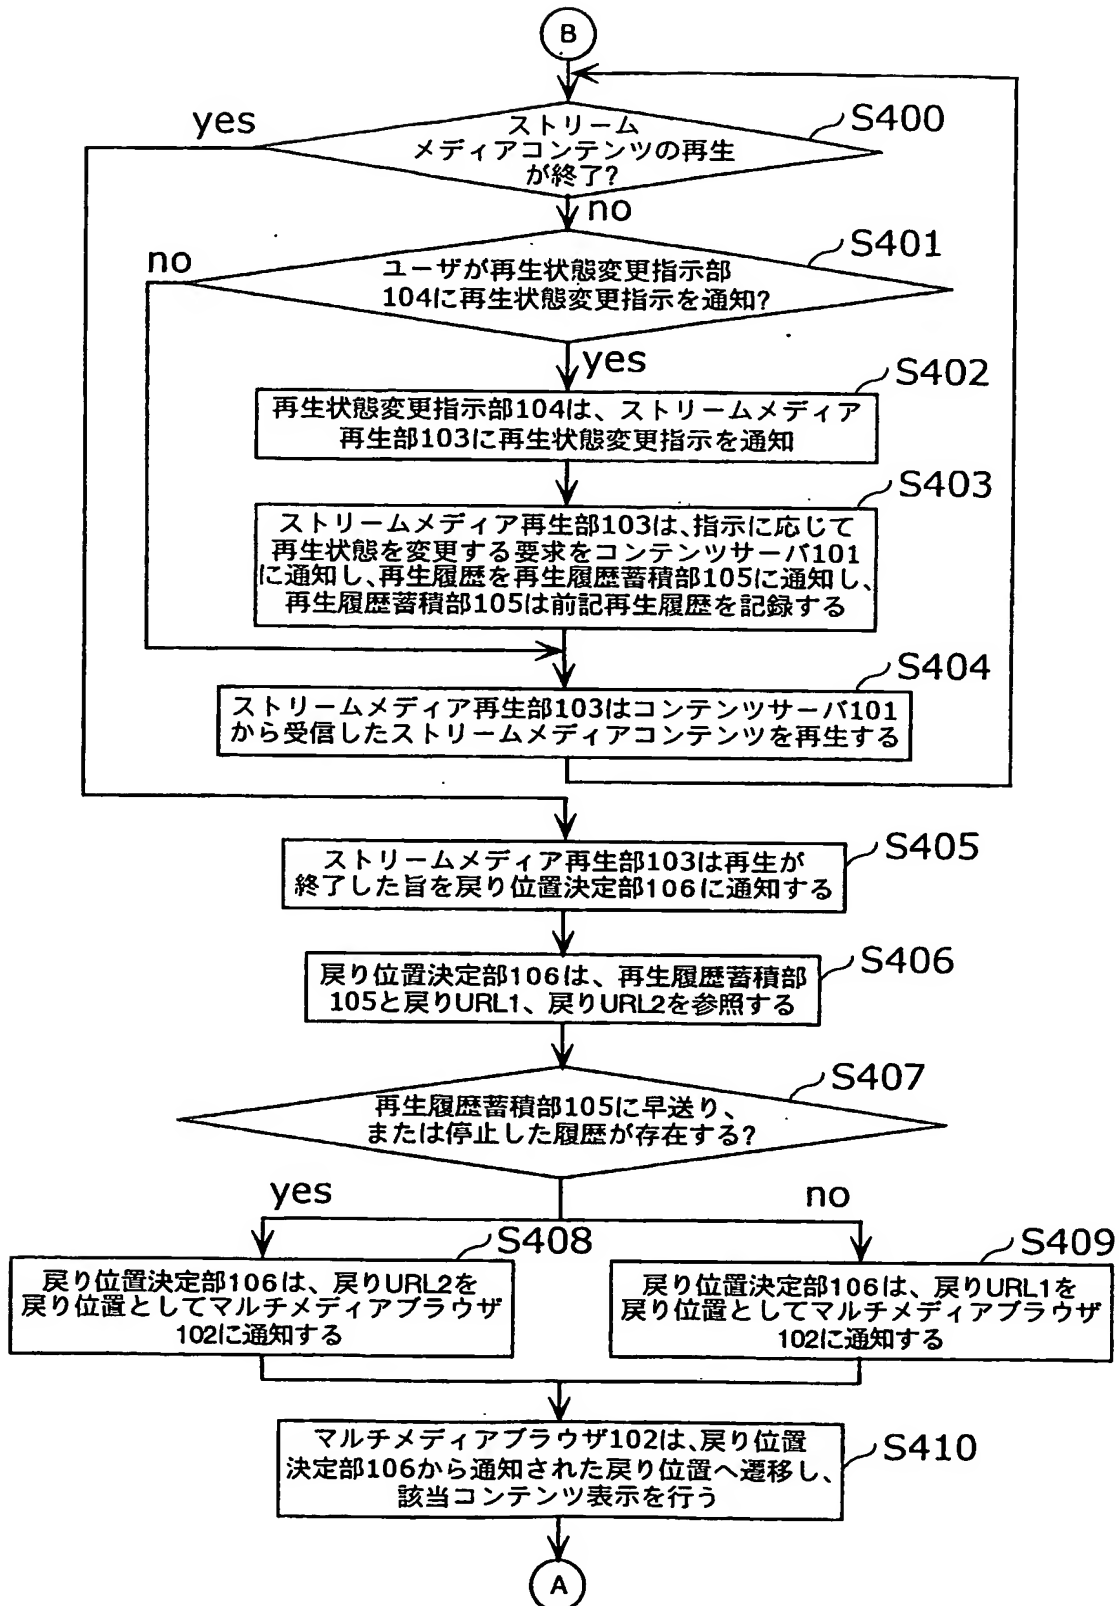 B
yes
ストリーム
メディアコンテンツの再生
が終了?
S400
no
no
ユーザが再生状態変更指示部
104に再生状態変更指示を通知?
S401
yes
再生状態変更指示部104は、ストリームメディア
再生部103に再生状態変更指示を通知
S402
ストリームメディア再生部103は、指示に応じて
再生状態を変更する要求をコンテンツサーバ101
に通知し、再生履歴を再生履歴蓄積部105に通知し、
再生履歴蓄積部105は前記再生履歴を記録する
S403
ストリームメディア再生部103はコンテンツサーバ101
から受信したストリームメディアコンテンツを再生する
S404
ストリームメディア再生部103は再生が
終了した旨を戻り位置決定部106に通知する
S405
戻り位置決定部106は、再生履歴蓄積部
105と戻りURL1、戻りURL2を参照する
S406
再生履歴蓄積部105に早送り、
または停止した履歴が存在する?
S407
yes
no
戻り位置決定部106は、戻りURL2を
戻り位置としてマルチメディアブラウザ
102に通知する
S408
戻り位置決定部106は、戻りURL1を
戻り位置としてマルチメディアブラウザ
102に通知する
S409
マルチメディアブラウザ102は、戻り位置
決定部106から通知された戻り位置へ遷移し、
該当コンテンツ表示を行う
S410
A